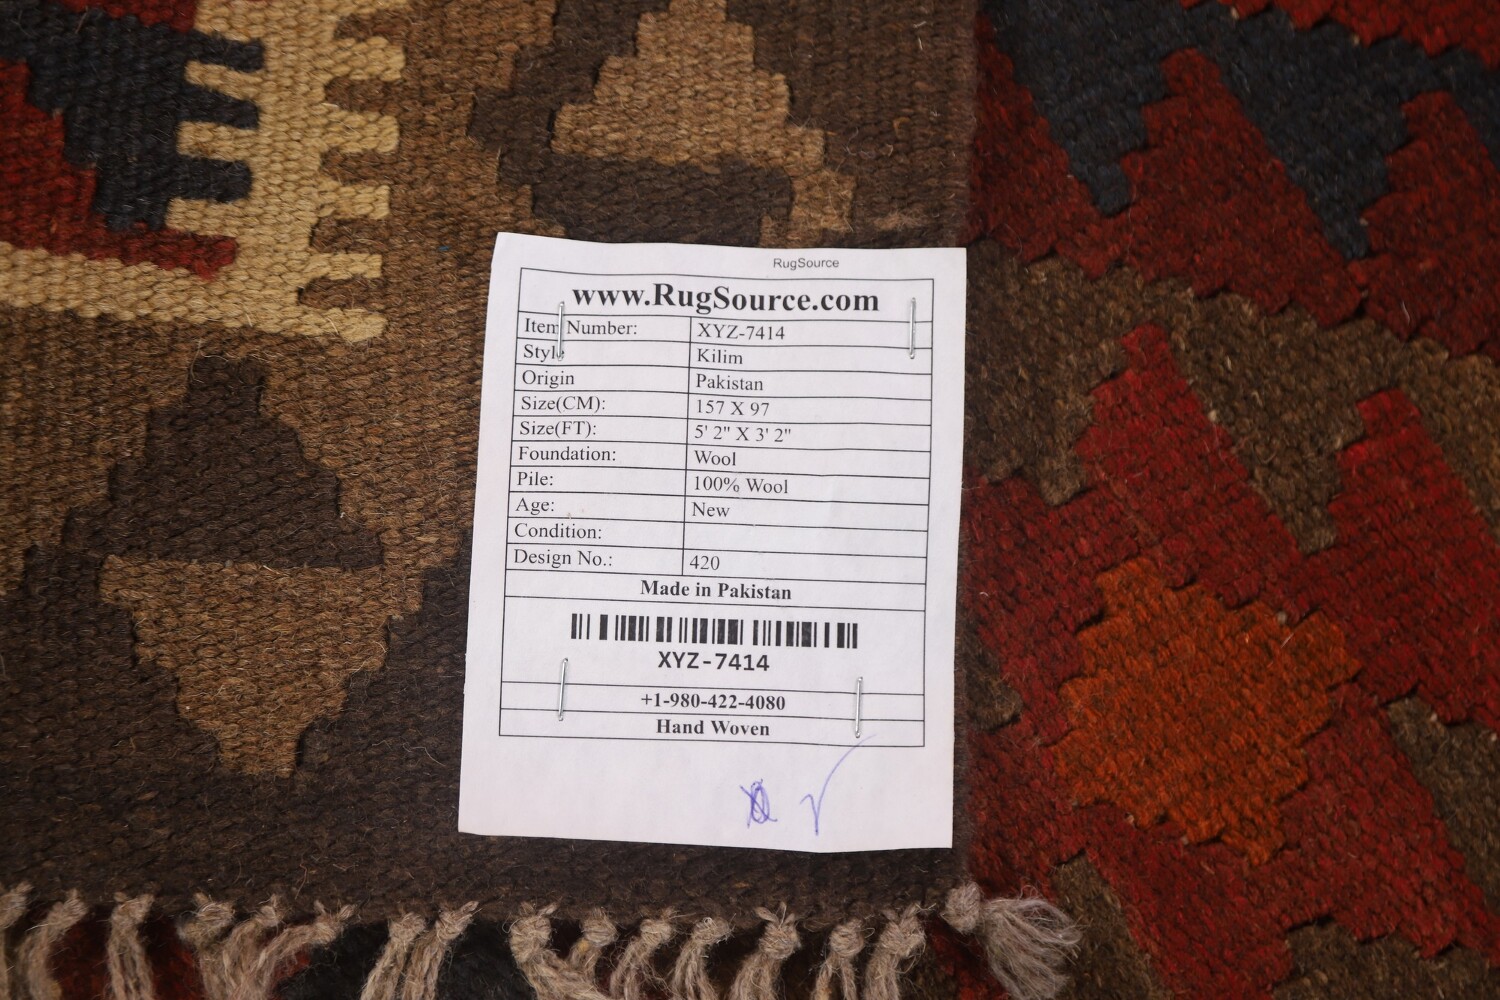 RugSource
www.RugSource.com
Item Number: XYZ-7414
Style Kilim
Origin Pakistan
Size(CM): 157 X 97
Size(FT): 5' 2" X 3' 2"
Foundation: Wool
Pile: 100% Wool
Age: New
Condition:
Design No.: 420
Made in Pakistan
XYZ-7414
+1-980-422-4080
Hand Woven